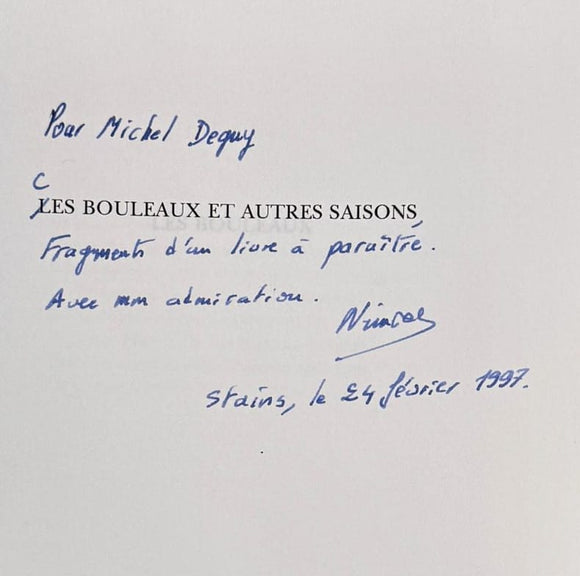 Pour Michel Deguy
C
LES BOULEAUX ET AUTRES SAISONS,
Fragments d'un livre à paraître.
Avec mon admiration.
Stains, le 24 février 1997.